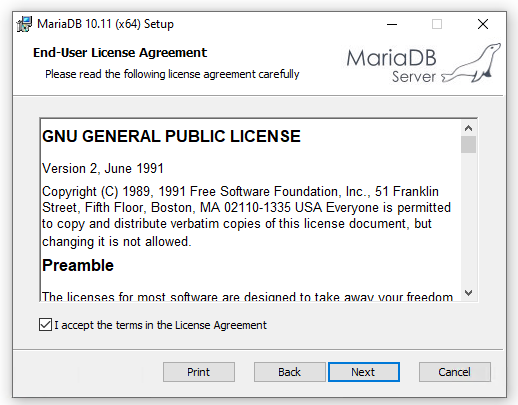 MariaDB 10.11 (x64) Setup
End-User License Agreement
Please read the following license agreement carefully
MariaDB
Server
GNU GENERAL PUBLIC LICENSE
Version 2, June 1991
Copyright (C) 1989, 1991 Free Software Foundation, Inc., 51 Franklin
Street, Fifth Floor, Boston, MA 02110-1335 USA Everyone is permitted
to copy and distribute verbatim copies of this license document, but
changing it is not allowed.
Preamble
The licenses for most software are designed to take away your freedom
I accept the terms in the License Agreement
Print
Back
Next
Cancel